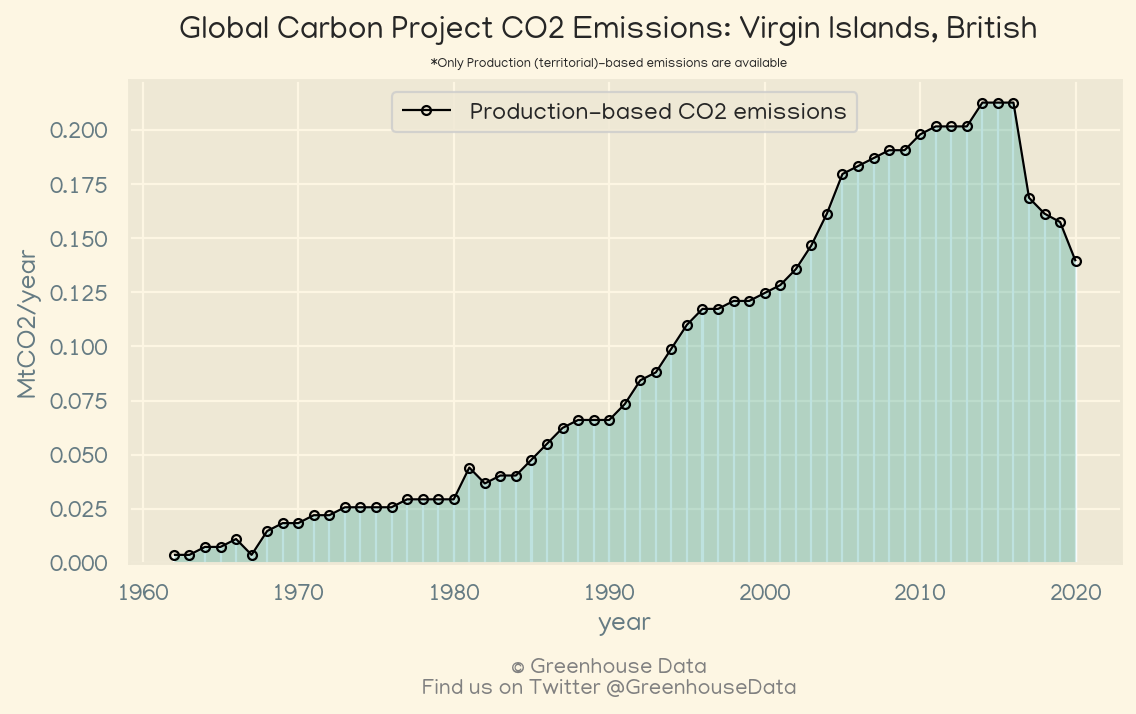 Global Carbon Project CO2 Emissions: Virgin Islands, British
*Only Production (territorial)-based emissions are available
Production-based CO2 emissions
0.200
0.175
0.150
0.125
0.100
0.075
0.050
0.025
0.000
MtCO2/year
1960 1970 1980 1990 2000 2010 2020
year
© Greenhouse Data
Find us on Twitter @GreenhouseData